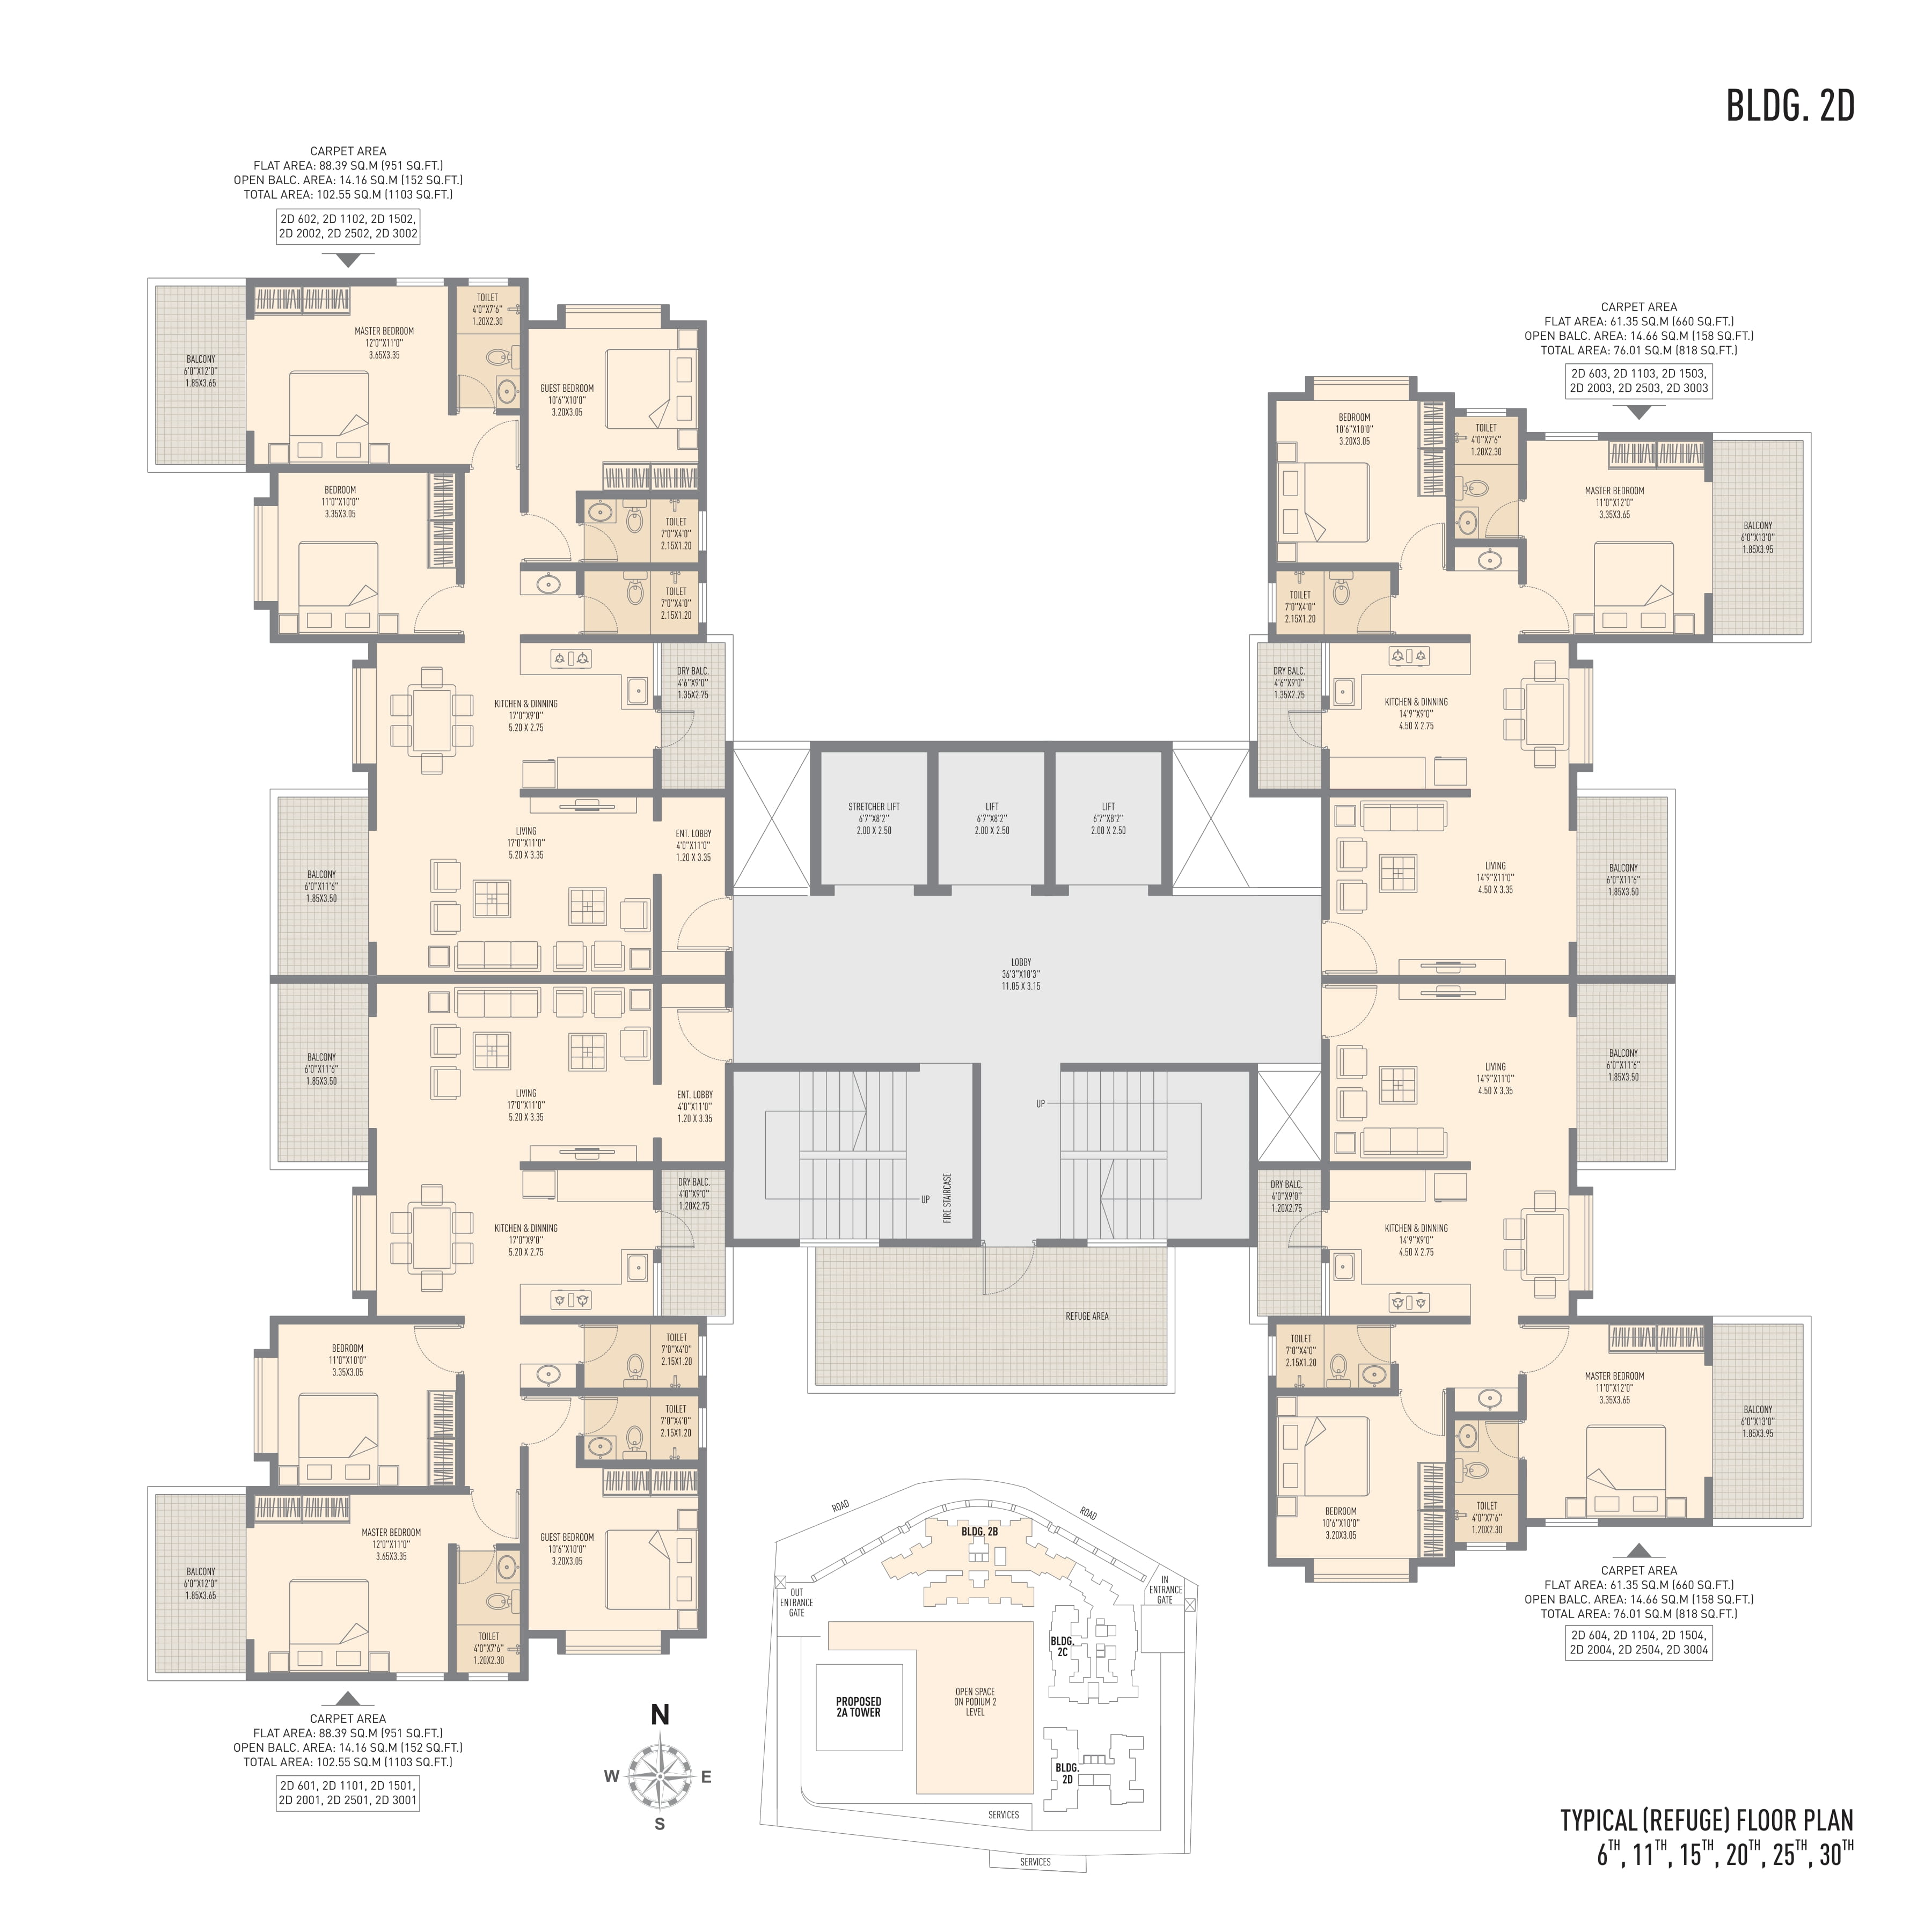 BLDG. 2D
CARPET AREA
FLAT AREA: 88.39 SQ.M (951 SQ.FT.)
OPEN BALC. AREA: 14.16 SQ.M (152 SQ.FT.)
TOTAL AREA: 102.55 SQ.M (1103 SQ.FT.)
2D 602, 2D 1102, 2D 1502,
2D 2002, 2D 2502, 2D 3002
BALCONY
6'0"X12'0"
1.85X3.65
MASTER BEDROOM
12'0"X11'0"
3.65X3.35
TOILET
4'0"X7'6"
1.20X2.30
GUEST BEDROOM
10'6"X10'0"
3.20X3.05
BEDROOM
11'0"X10'0"
3.35X3.05
TOILET
7'0"X4'0"
2.15X1.20
TOILET
7'0"X4'0"
2.15X1.20
KITCHEN & DINNING
17'0"X9'0"
5.20 X 2.75
DRY BALC.
4'6"X9'0"
1.35X2.75
LIVING
17'0"X11'0"
5.20 X 3.35
ENT. LOBBY
4'0"X11'0"
1.20 X 3.35
BALCONY
6'0"X11'6"
1.85X3.50
CARPET AREA
FLAT AREA: 61.35 SQ.M (660 SQ.FT.)
OPEN BALC. AREA: 14.66 SQ.M (158 SQ.FT.)
TOTAL AREA: 76.01 SQ.M (818 SQ.FT.)
2D 603, 2D 1103, 2D 1503,
2D 2003, 2D 2503, 2D 3003
BEDROOM
10'6"X10'0"
3.20X3.05
TOILET
4'0"X7'6"
1.20X2.30
MASTER BEDROOM
11'0"X12'0"
3.35X3.65
BALCONY
6'0"X13'0"
1.85X3.95
TOILET
7'0"X4'0"
2.15X1.20
DRY BALC.
4'6"X9'0"
1.35X2.75
KITCHEN & DINNING
14'9"X9'0"
4.50 X 2.75
LIVING
14'9"X11'0"
4.50 X 3.35
BALCONY
6'0"X11'6"
1.85X3.50
STRETCHER LIFT
6'7"X8'2"
2.00 X 2.50
LIFT
6'7"X8'2"
2.00 X 2.50
LIFT
6'7"X8'2"
2.00 X 2.50
LOBBY
36'3"X10'3"
11.05 X 3.15
UP
UP
FIRE STAIRCASE
REFUGE AREA
BALCONY
6'0"X11'6"
1.85X3.50
LIVING
17'0"X11'0"
5.20 X 3.35
ENT. LOBBY
4'0"X11'0"
1.20 X 3.35
KITCHEN & DINNING
17'0"X9'0"
5.20 X 2.75
DRY BALC.
4'0"X9'0"
1.20X2.75
BEDROOM
11'0"X10'0"
3.35X3.05
TOILET
7'0"X4'0"
2.15X1.20
TOILET
7'0"X4'0"
2.15X1.20
MASTER BEDROOM
12'0"X11'0"
3.65X3.35
GUEST BEDROOM
10'6"X10'0"
3.20X3.05
BALCONY
6'0"X12'0"
1.85X3.65
TOILET
4'0"X7'6"
1.20X2.30
CARPET AREA
FLAT AREA: 88.39 SQ.M (951 SQ.FT.)
OPEN BALC. AREA: 14.16 SQ.M (152 SQ.FT.)
TOTAL AREA: 102.55 SQ.M (1103 SQ.FT.)
2D 601, 2D 1101, 2D 1501,
2D 2001, 2D 2501, 2D 3001
LIVING
14'9"X11'0"
4.50 X 3.35
BALCONY
6'0"X11'6"
1.85X3.50
DRY BALC.
4'0"X9'0"
1.20X2.75
KITCHEN & DINNING
14'9"X9'0"
4.50 X 2.75
TOILET
7'0"X4'0"
2.15X1.20
MASTER BEDROOM
11'0"X12'0"
3.35X3.65
BALCONY
6'0"X13'0"
1.85X3.95
BEDROOM
10'6"X10'0"
3.20X3.05
TOILET
4'0"X7'6"
1.20X2.30
CARPET AREA
FLAT AREA: 61.35 SQ.M (660 SQ.FT.)
OPEN BALC. AREA: 14.66 SQ.M (158 SQ.FT.)
TOTAL AREA: 76.01 SQ.M (818 SQ.FT.)
2D 604, 2D 1104, 2D 1504,
2D 2004, 2D 2504, 2D 3004
N
W
E
S
ROAD
ROAD
BLDG. 2B
OUT
ENTRANCE
GATE
IN
ENTRANCE
GATE
BLDG.
2C
PROPOSED
2A TOWER
OPEN SPACE
ON PODIUM 2
LEVEL
BLDG.
2D
SERVICES
SERVICES
TYPICAL (REFUGE) FLOOR PLAN
6TH, 11TH, 15TH, 20TH, 25TH, 30TH